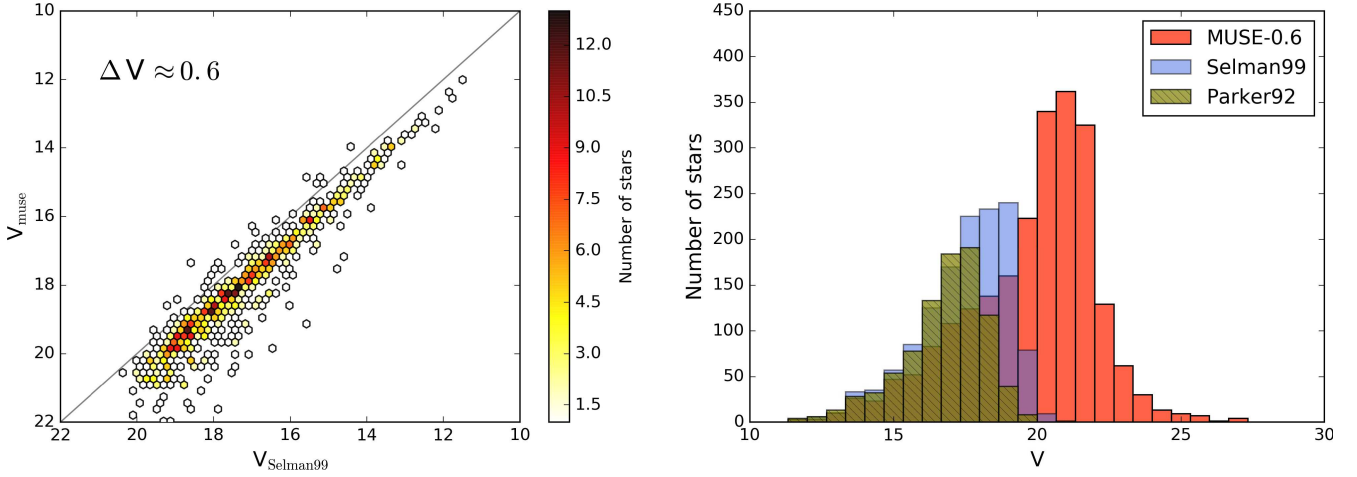 ΔV ≈ 0.6
10
12
14
16
18
20
22
V_muse
22 20 18 16 14 12 10
V_Selman99
12.0
10.5
9.0
7.5
6.0
4.5
3.0
1.5
Number of stars
450
400
350
300
250
200
150
100
50
0
Number of stars
10 15 20 25 30
V
MUSE-0.6
Selman99
Parker92